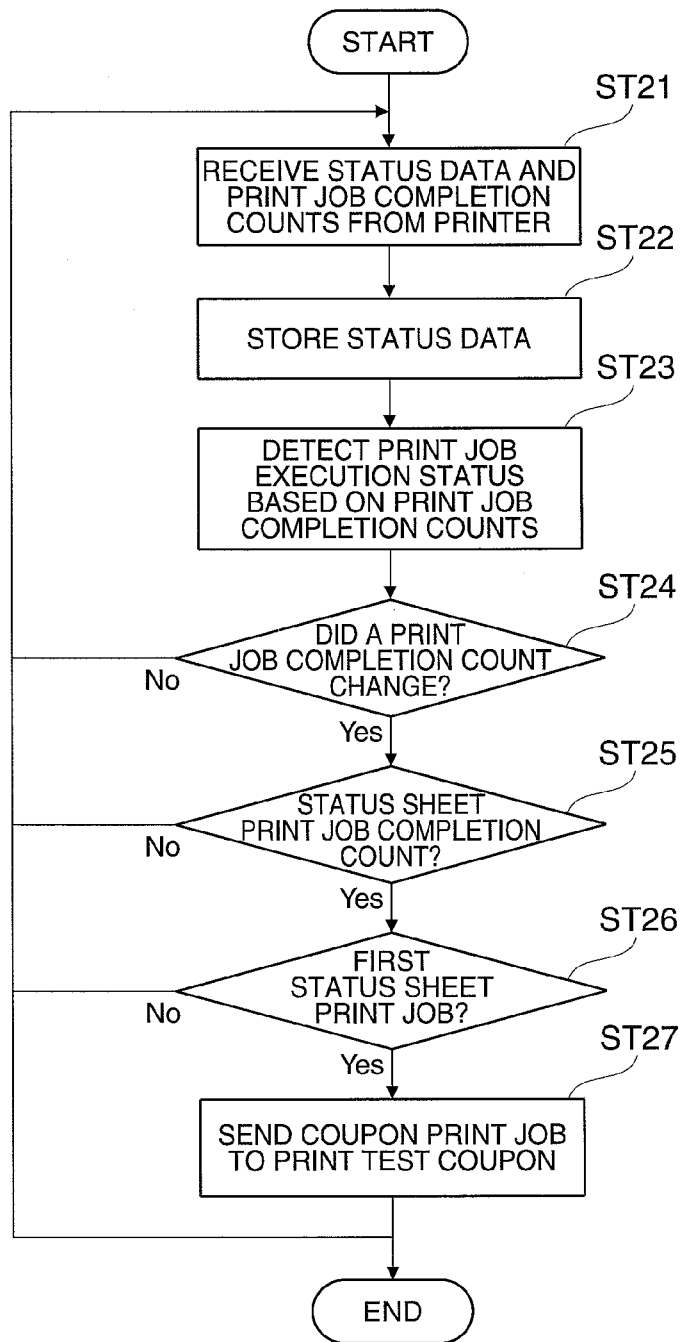 START
ST21
RECEIVE STATUS DATA AND
PRINT JOB COMPLETION
COUNTS FROM PRINTER
ST22
STORE STATUS DATA
ST23
DETECT PRINT JOB
EXECUTION STATUS
BASED ON PRINT JOB
COMPLETION COUNTS
ST24
DID A PRINT
JOB COMPLETION COUNT
CHANGE?
No
Yes
ST25
STATUS SHEET
PRINT JOB COMPLETION
COUNT?
No
Yes
ST26
FIRST
STATUS SHEET
PRINT JOB?
No
Yes
ST27
SEND COUPON PRINT JOB
TO PRINT TEST COUPON
END